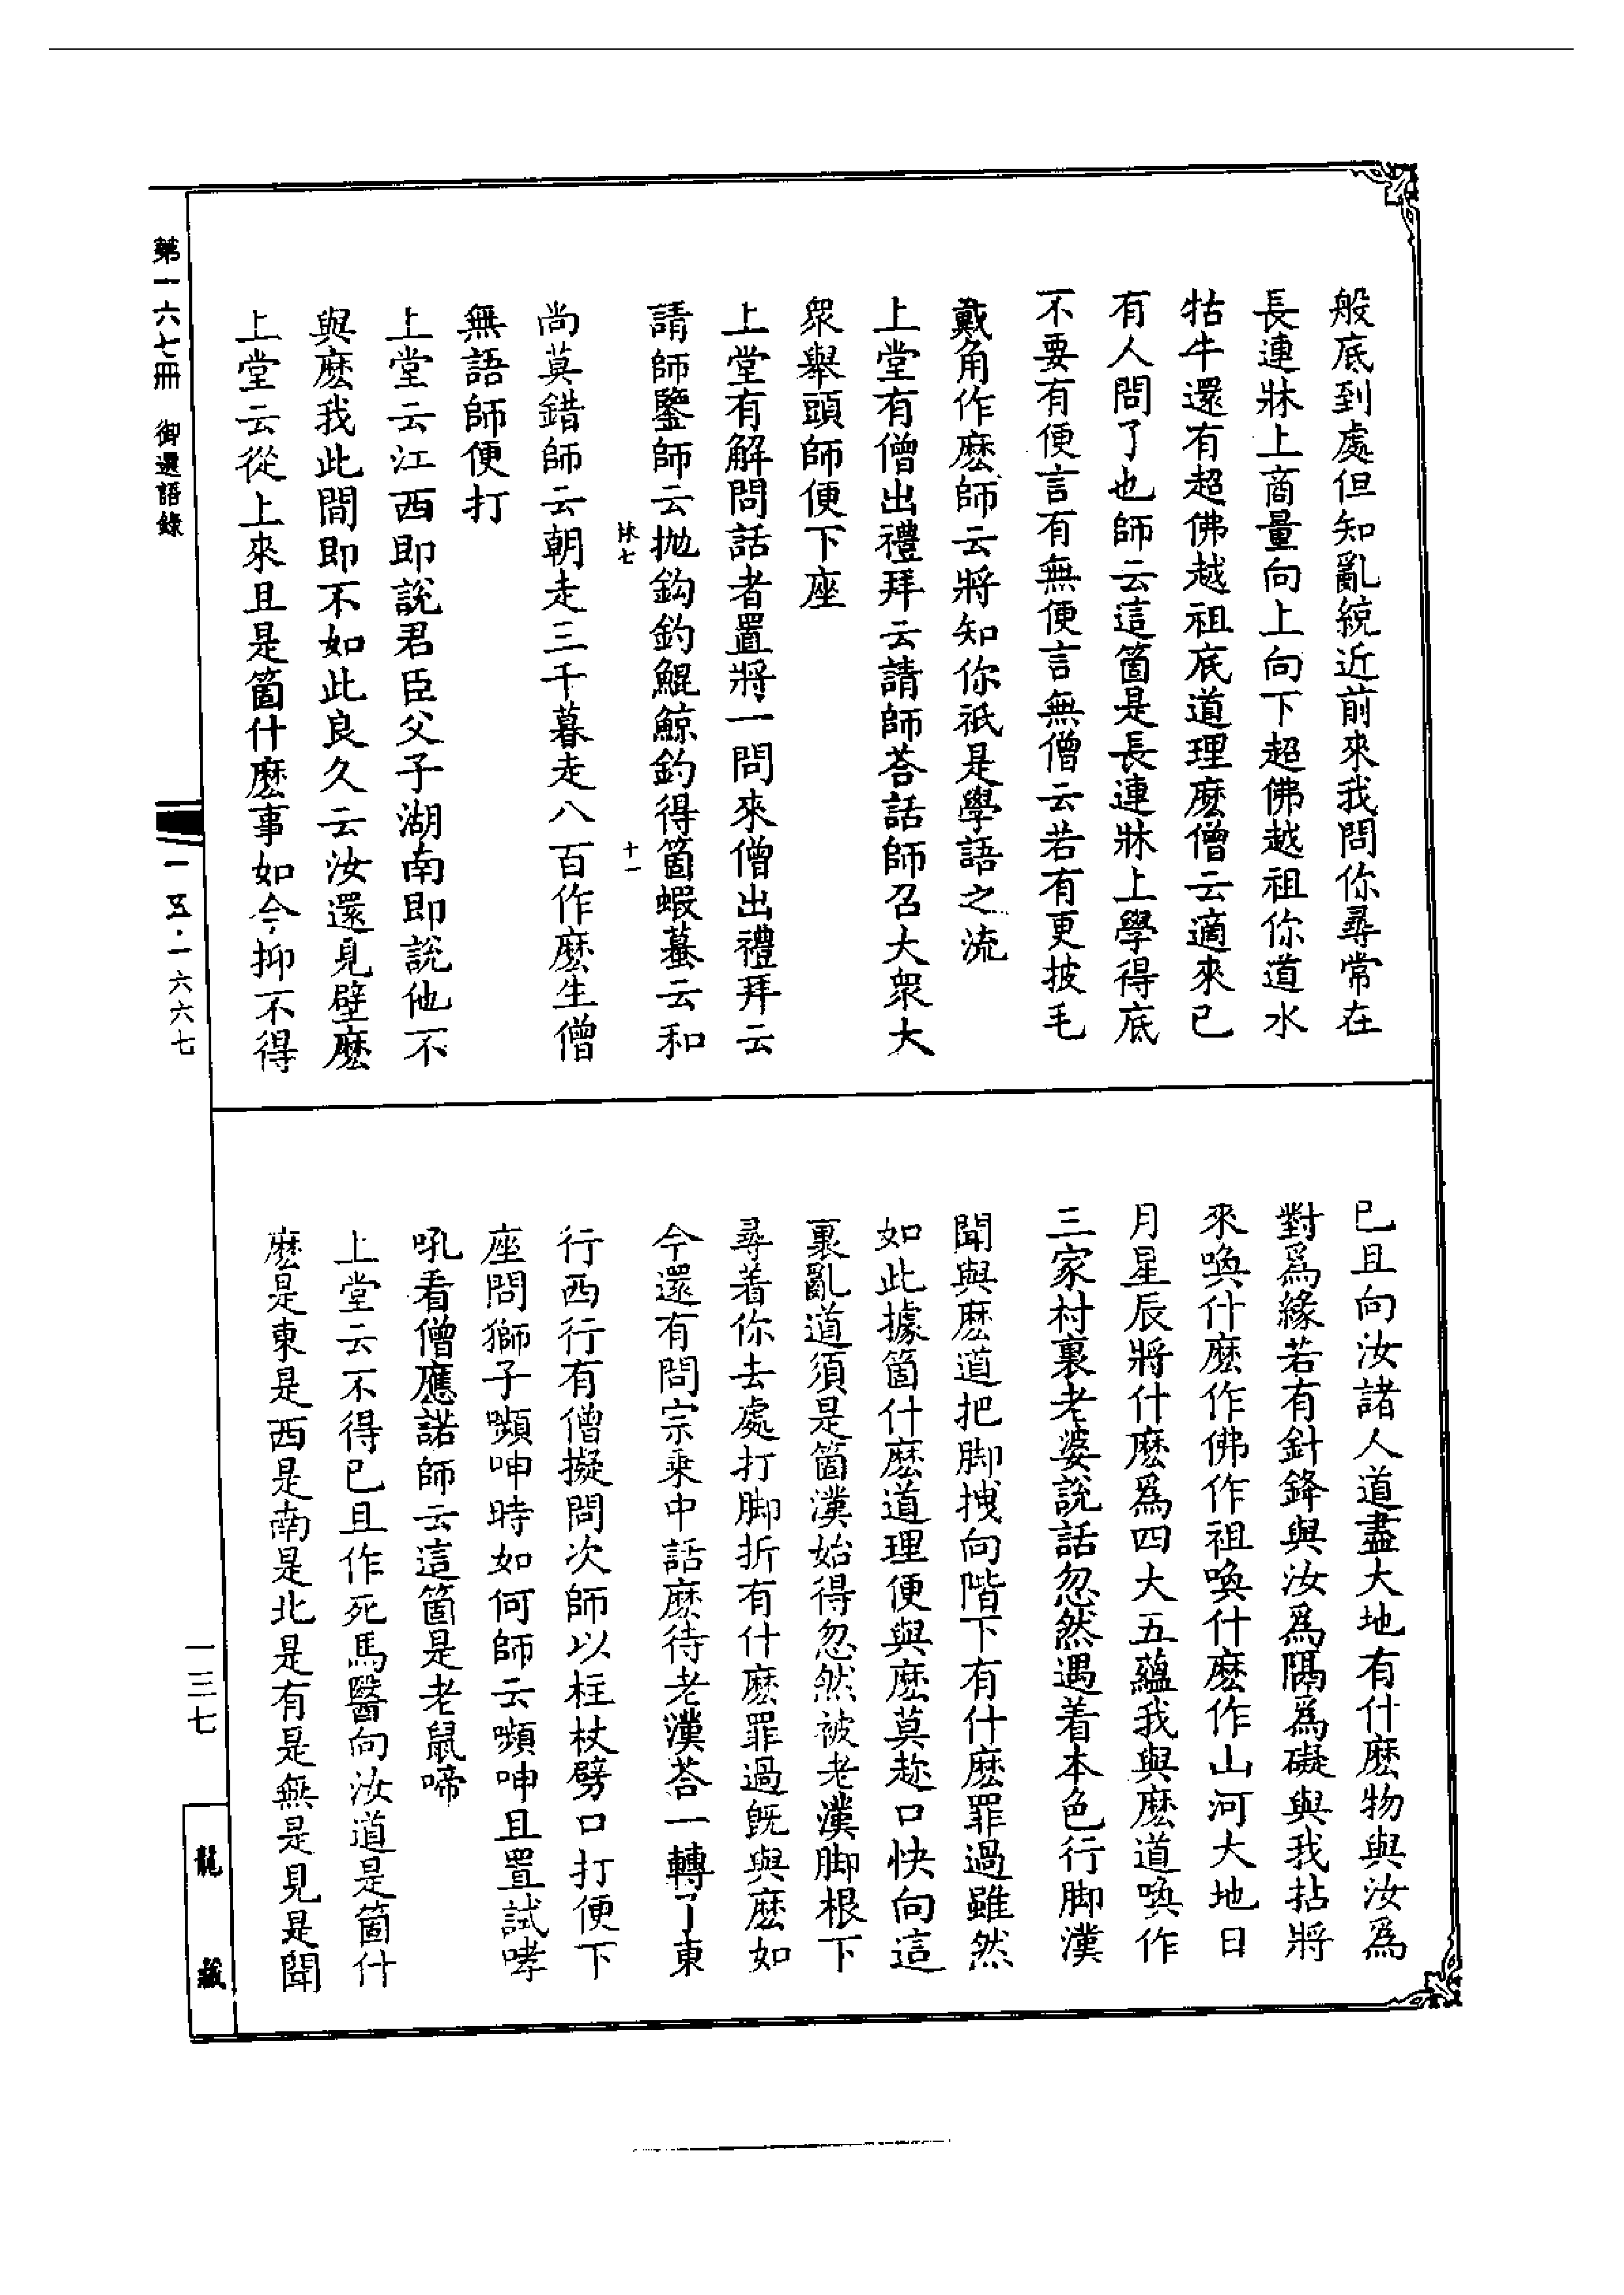 般底到處但知亂統近前來我問你尋常在
長連牀上商量向上向下超佛越祖你道水
牯牛還有超佛越祖底道理麽僧云適來已
有人問了也師云這箇是長連牀上學得底
不要有便言有無便言無僧云若有更披毛
戴角作麽師云將知你祇是學語之流
上堂有僧出禮拜云請師荅話師召大衆大
衆舉頭師便下座
上堂有解問話者置將一問來僧出禮拜云
請師鑒師云拋鈎釣鯤鯨釣得箇蝦蟇云和
十一
尚莫錯師云朝走三千暮走八百作麽生僧
無語師便打
上堂云江西即說君臣父子湖南即說他不
與麽我此間即不如此良久云汝還見壁麽
上堂云從上來且是箇什麽事如今抑不得
已且向汝諸人道盡大地有什麽物與汝爲
對爲緣若有針鋒與汝爲隔爲礙與我拈將
來喚什麽作佛作祖喚什麽作山河大地日
月星辰將什麽爲四大五蘊我與麽道喚作
三家村裏老婆說話忽然遇着本色行脚漢
聞與麽道把脚拽向階下有什麽罪過雖然
如此據箇什麽道理便與麽莫趂口快向這
裏亂道須是箇漢始得忽然被老漢脚根下
尋着你去處打脚折有什麽罪過既與麽如
今還有問宗乘中話麽待老漢荅一轉了東
行西行有僧擬問次師以柱杖劈口打便下
座問獅子嚬呻時如何師云嚬呻且置試哮
吼看僧應諾師云這箇是老鼠啼
上堂云不得已且作死馬醫向汝道是箇什
麽是東是西是南是北是有是無是見是聞
第一六七冊　御選語錄
一五·一六六七
一三七
龍藏